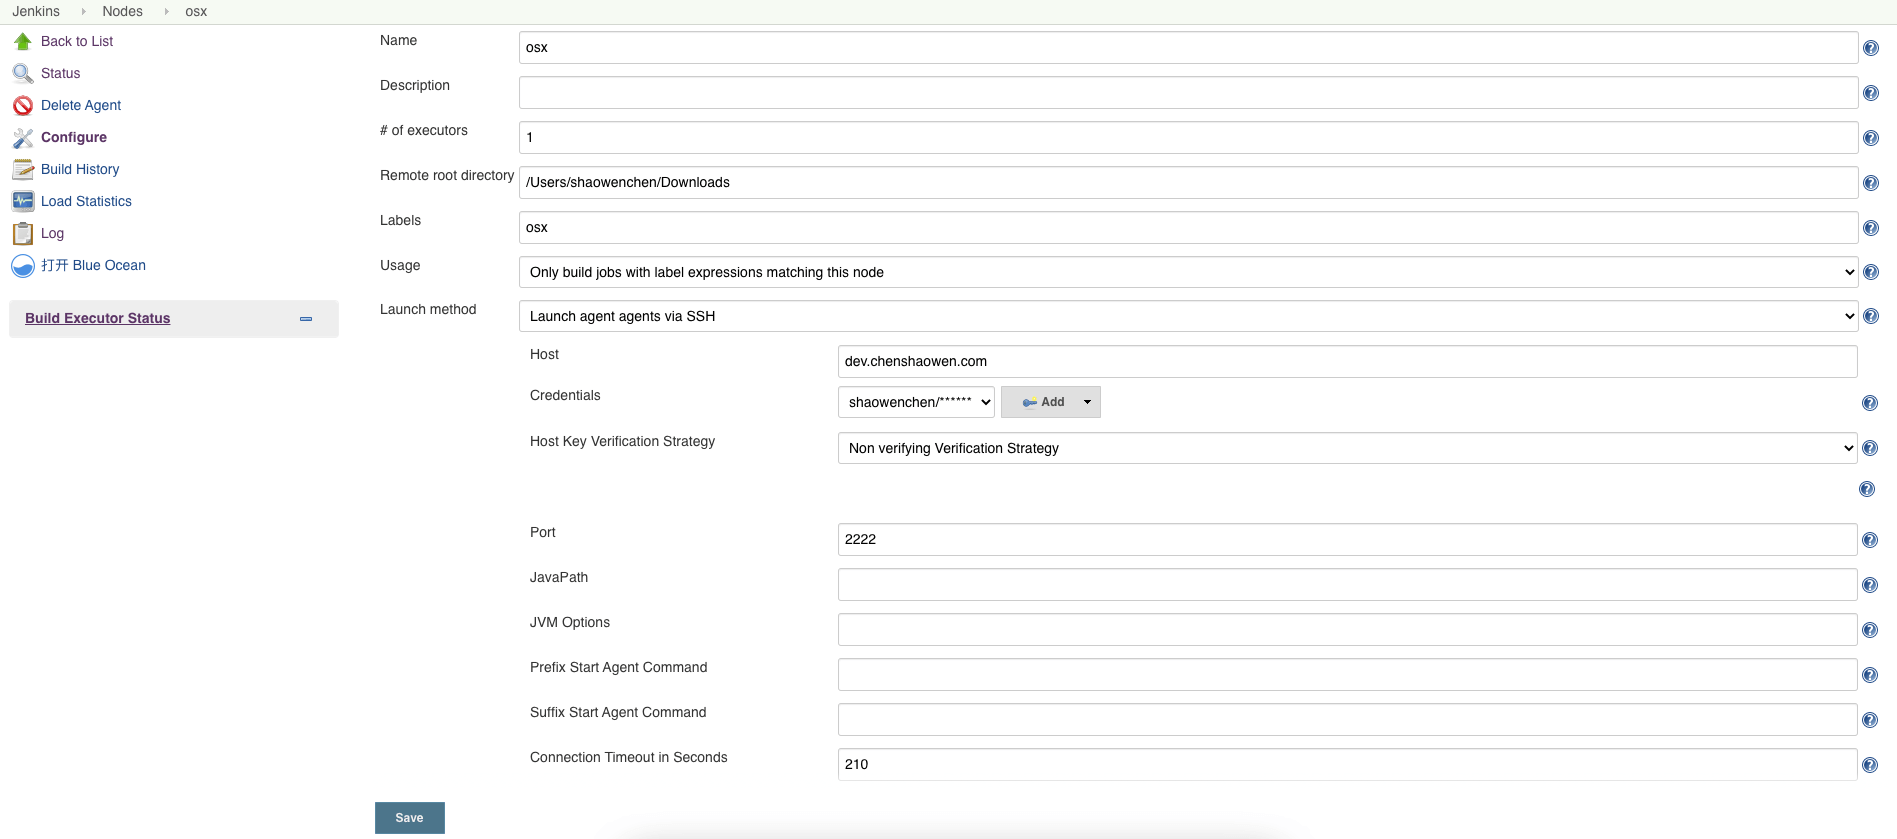 Jenkins Nodes osx
Back to List
Status
Delete Agent
Configure
Build History
Load Statistics
Log
打开 Blue Ocean
Build Executor Status
Name
osx
Description
# of executors
1
Remote root directory
/Users/shaowenchen/Downloads
Labels
osx
Usage
Only build jobs with label expressions matching this node
Launch method
Launch agent agents via SSH
Host
dev.chenshaowen.com
Credentials
shaowenchen/******
Add
Host Key Verification Strategy
Non verifying Verification Strategy
Port
2222
JavaPath
JVM Options
Prefix Start Agent Command
Suffix Start Agent Command
Connection Timeout in Seconds
210
Save